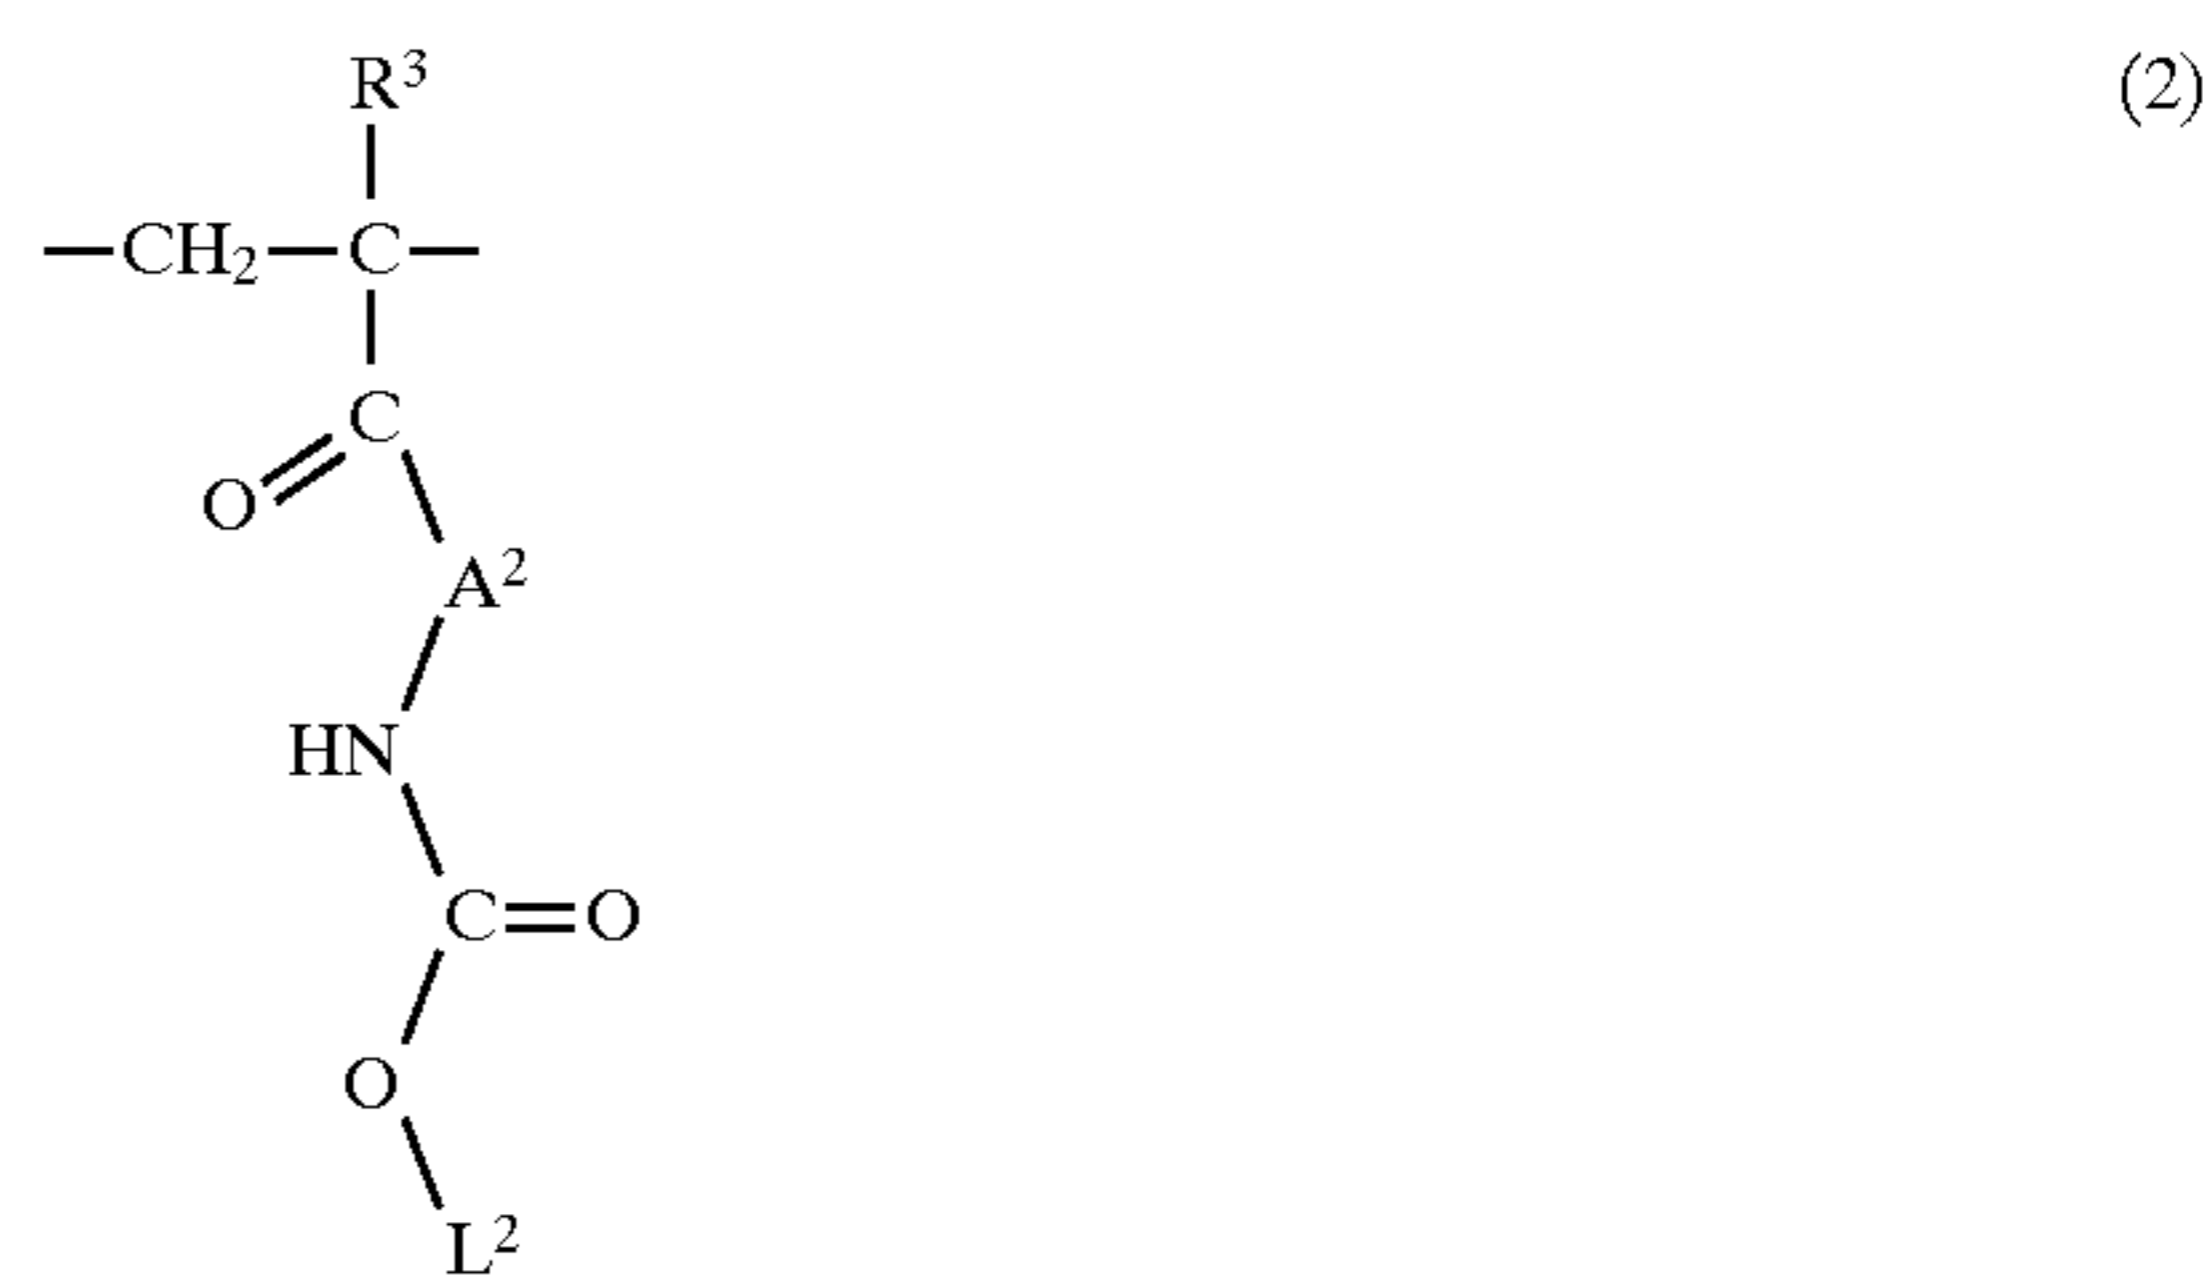 R³ (2)
—CH₂—C—
C
O
A²
HN
C=O
O
L²